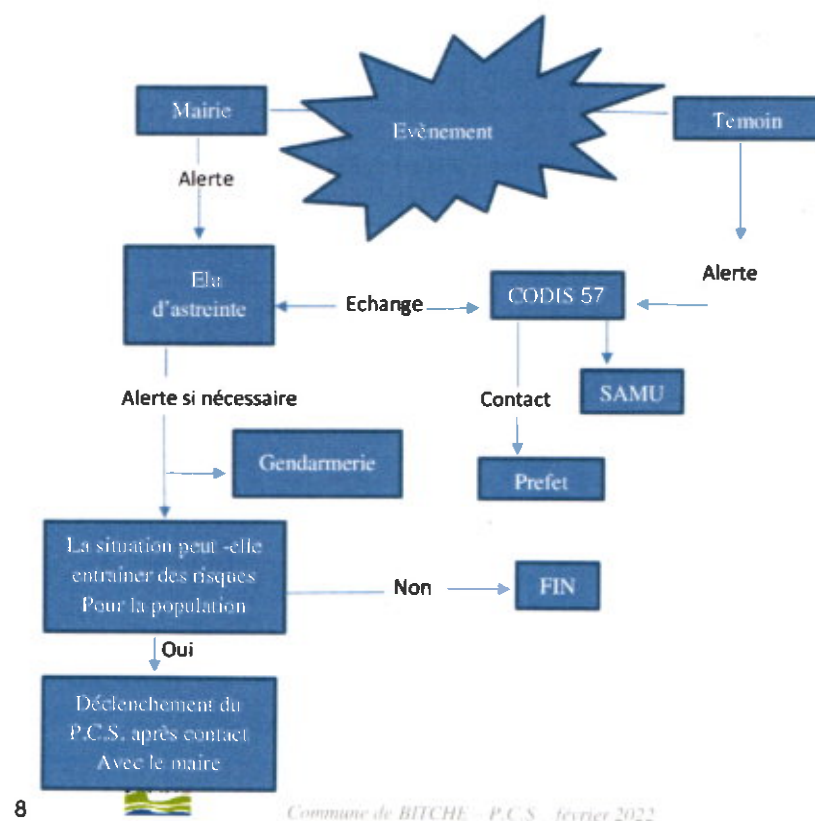 Mairie
Evènement
Temoin
Alerte
Alerte
Elu
d'astreinte
Echange
CODIS 57
Alerte si nécessaire
Contact
SAMU
Gendarmerie
Prefet
La situation peut -elle
entrainer des risques
Pour la population
Non
FIN
Oui
Déclenchement du
P.C.S. après contact
Avec le maire
8
Commune de BITCHE - P.C.S février 2022